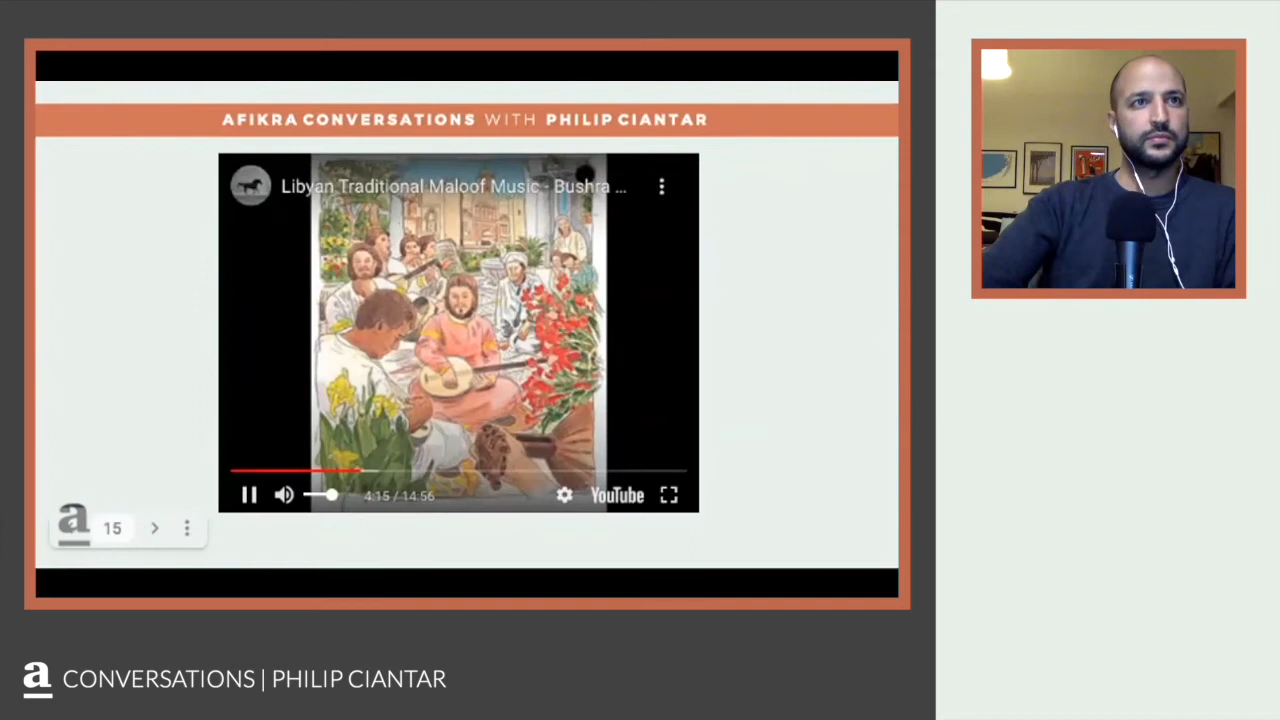 AFIKRA CONVERSATIONS WITH PHILIP CIANTAR
Libyan Traditional Maloof Music - Bushra ...
4:15 / 14:56
YouTube
a 15
a CONVERSATIONS | PHILIP CIANTAR